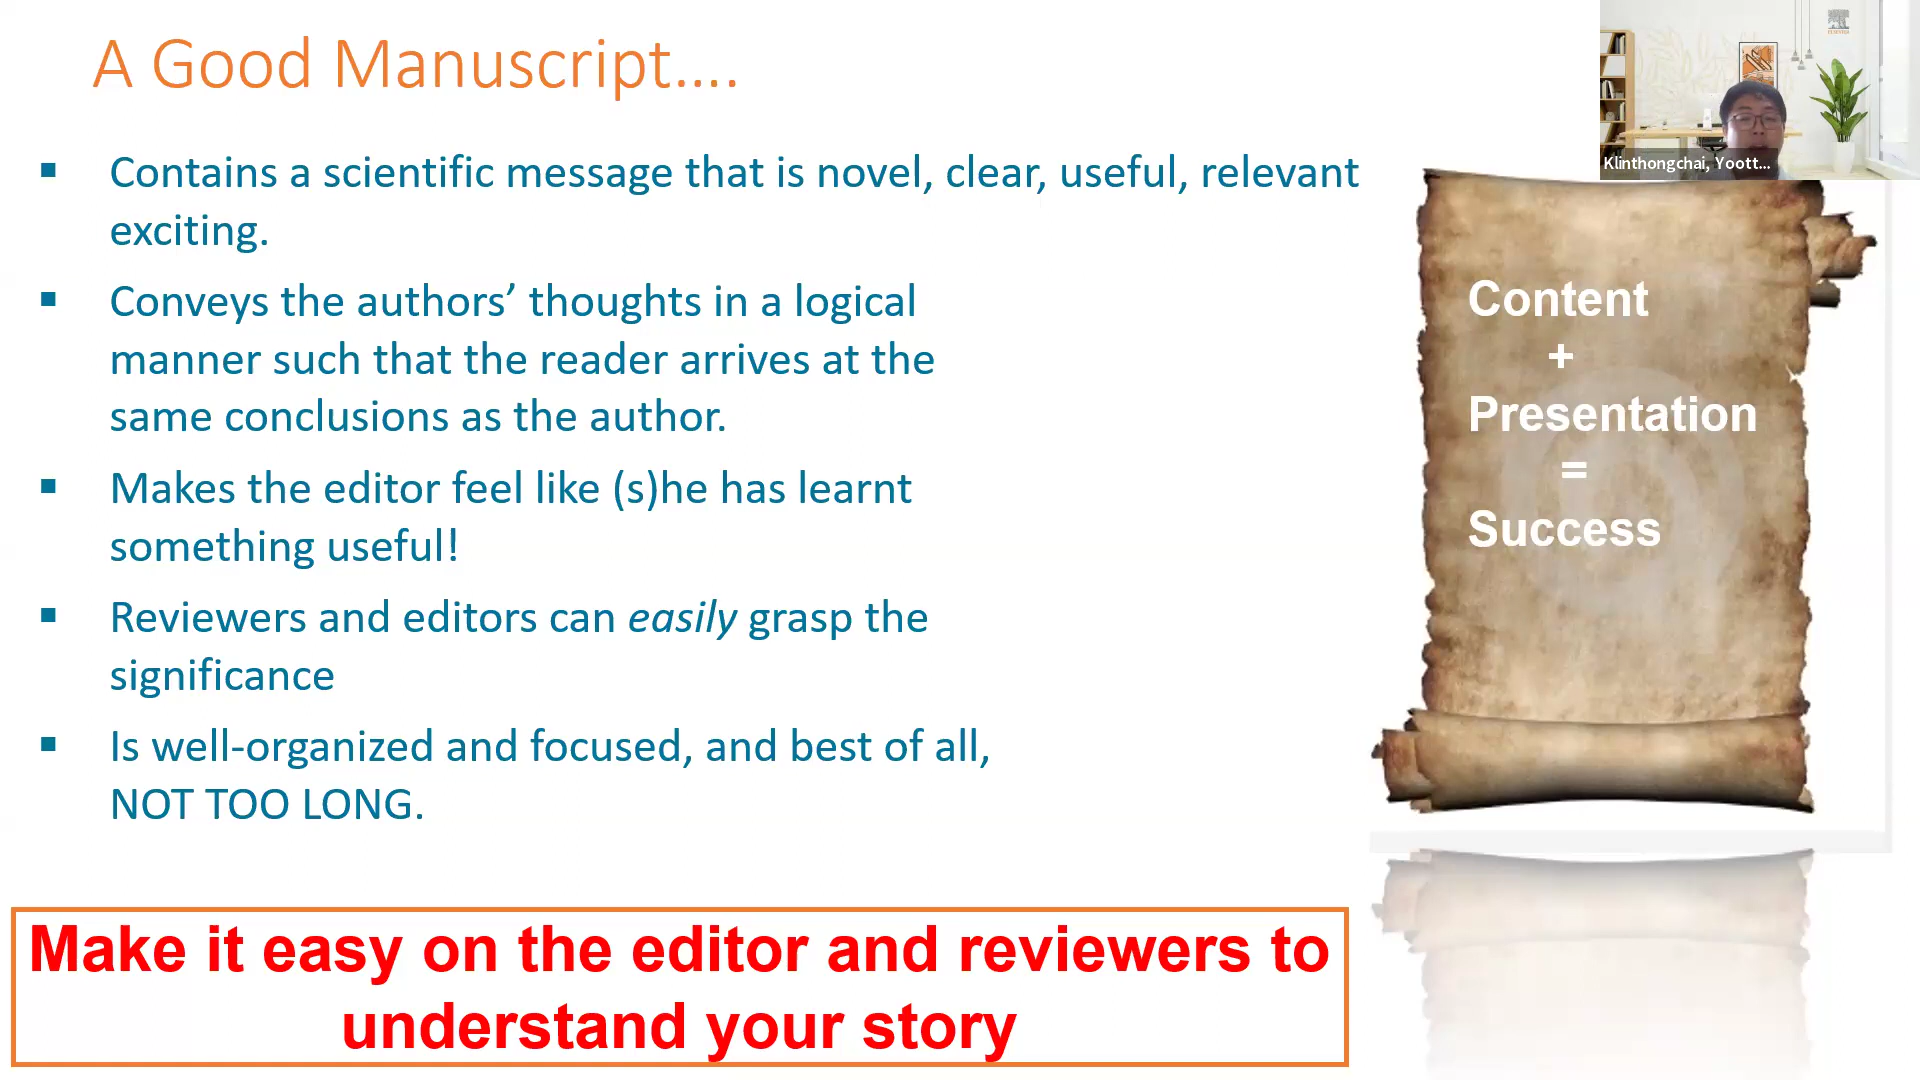 A Good Manuscript....
Contains a scientific message that is novel, clear, useful, relevant
exciting.
Conveys the authors’ thoughts in a logical
manner such that the reader arrives at the
same conclusions as the author.
Makes the editor feel like (s)he has learnt
something useful!
Reviewers and editors can easily grasp the
significance
Is well-organized and focused, and best of all,
NOT TOO LONG.
Make it easy on the editor and reviewers to
understand your story
Content
+
Presentation
=
Success
Klinthongchai, Yoott...